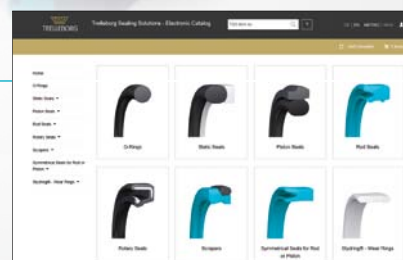 TRELLEBORG
Trelleborg Sealing Solutions - Electronic Catalog
Home
O-Rings
Static Seals
Piston Seals
Rod Seals
Rotary Seals
Scrapers
Symmetrical Seals for Rod or
Piston
Slydring® - Wear Rings
O-Rings
Static Seals
Piston Seals
Rod Seals
Rotary Seals
Scrapers
Symmetrical Seals for Rod
or Piston
Slydring® - Wear Rings